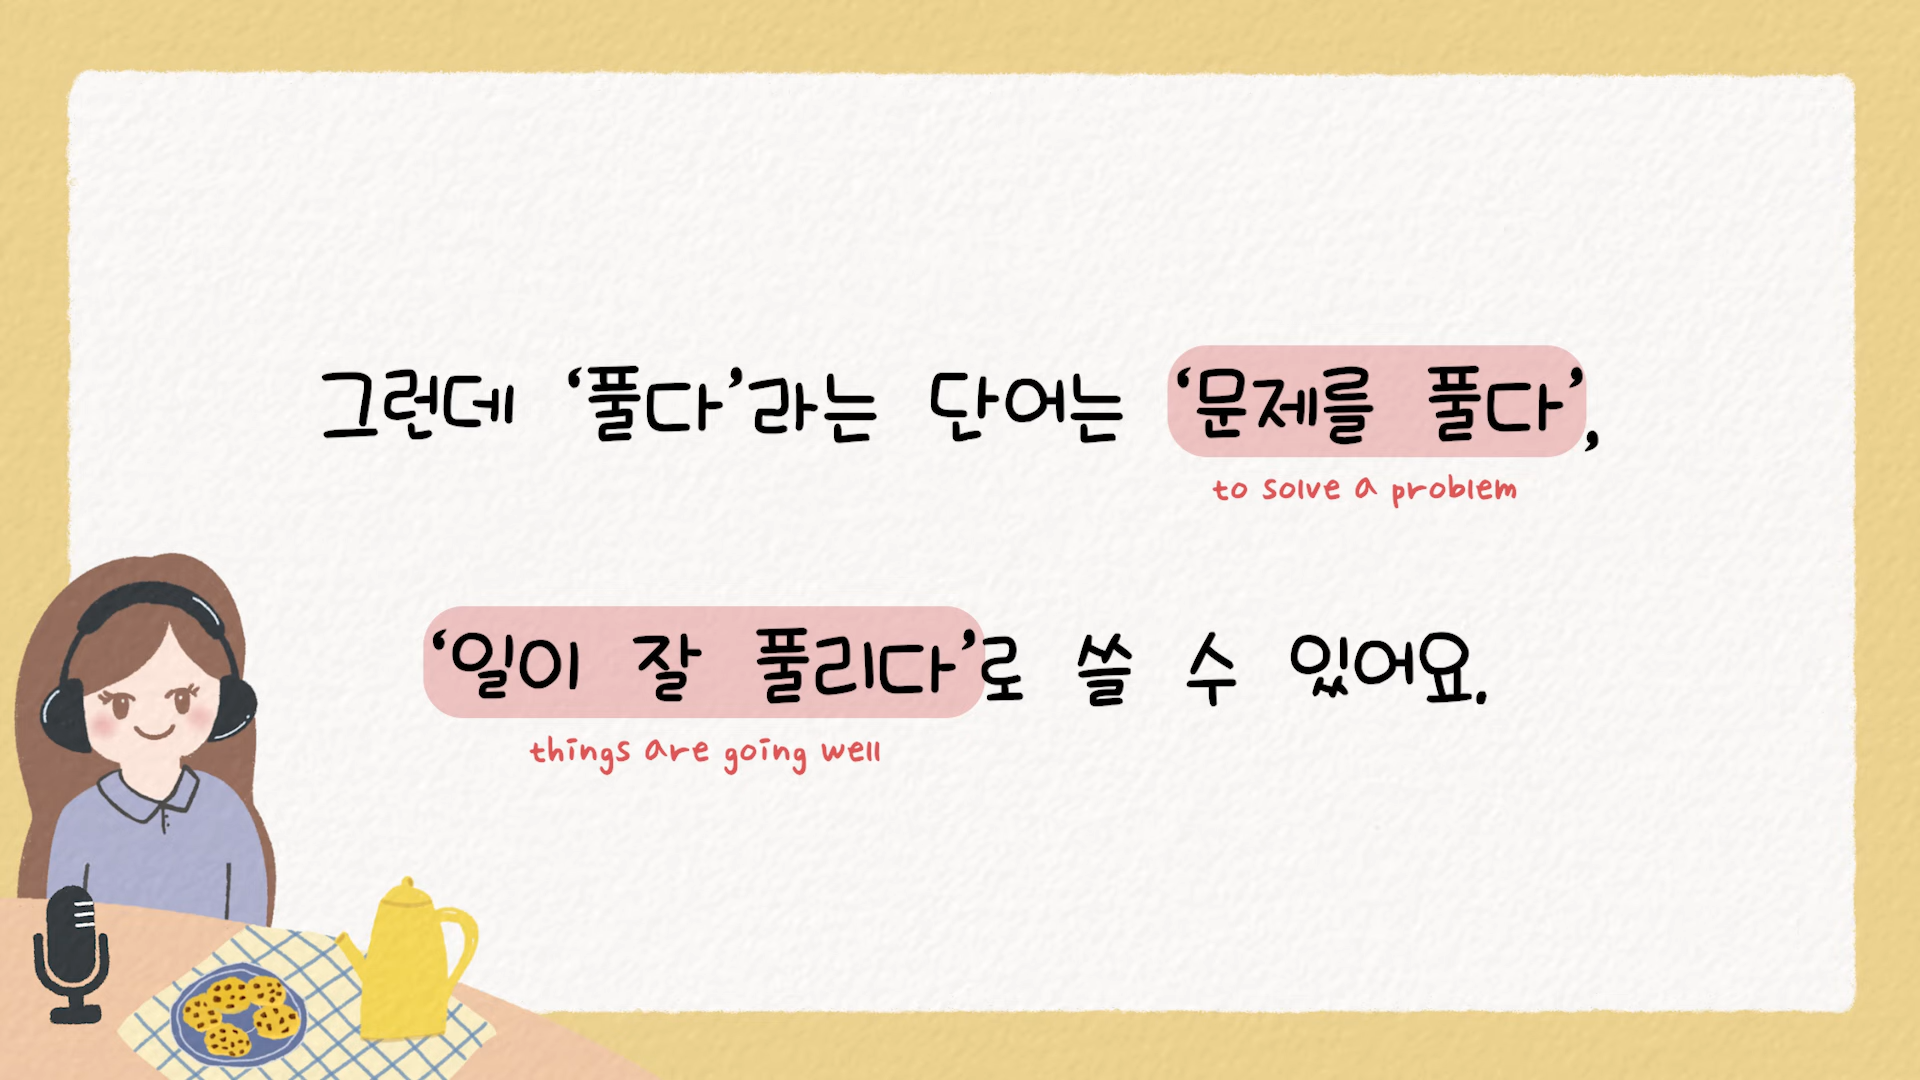 그런데 ‘풀다’라는 단어는 ‘문제를 풀다’,
to solve a problem
‘일이 잘 풀리다’로 쓸 수 있어요.
things are going well